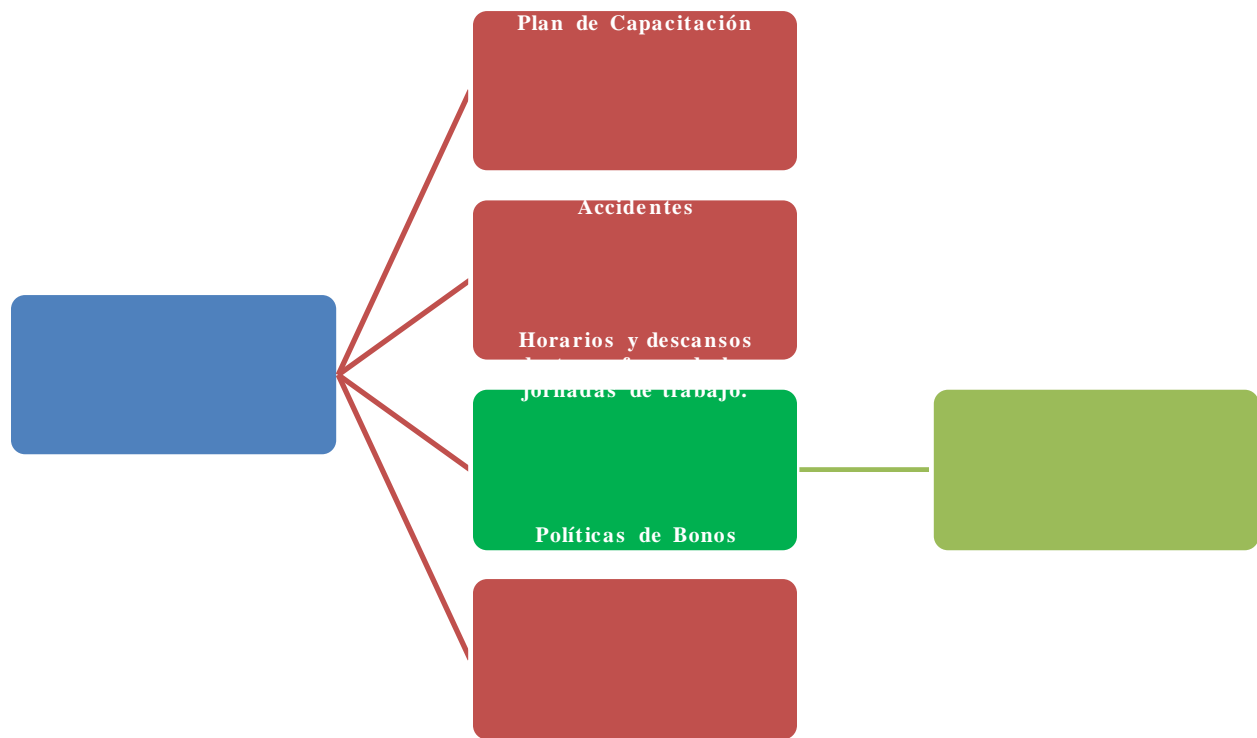 Plan de Capacitación
Accidentes
Horarios y descansos
jornadas de trabajo.
Políticas de Bonos